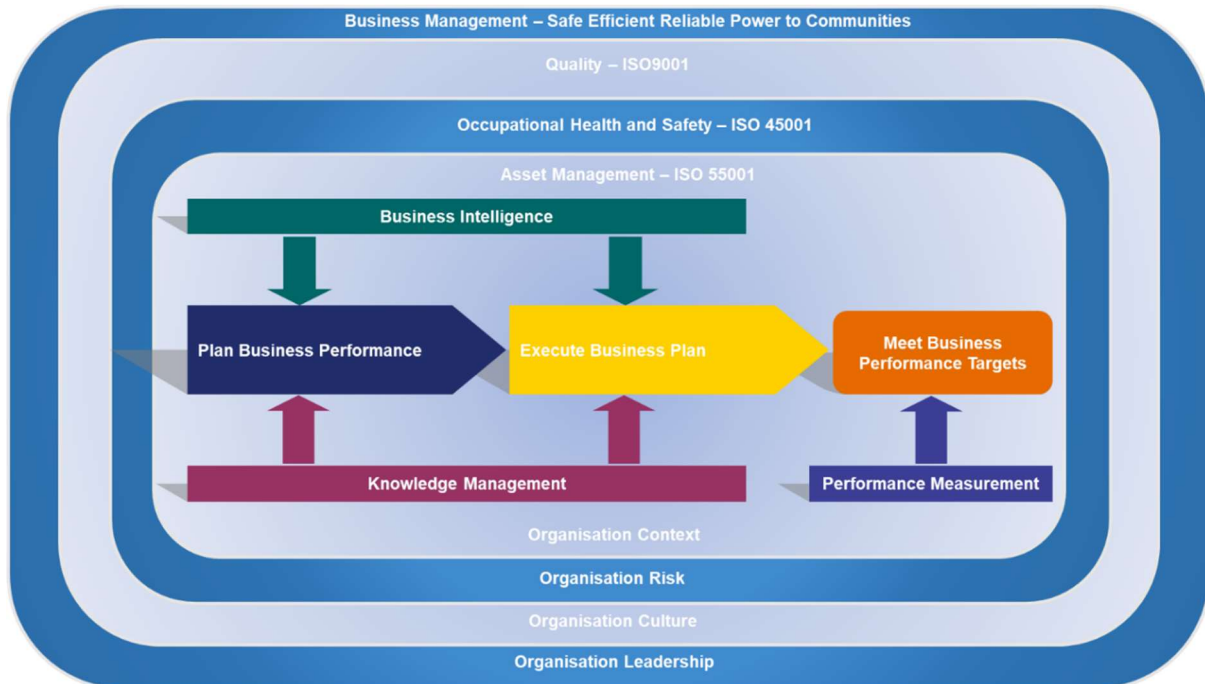 Business Management – Safe Efficient Reliable Power to Communities
Quality – ISO9001
Occupational Health and Safety – ISO 45001
Asset Management – ISO 55001
Business Intelligence
Plan Business Performance
Execute Business Plan
Meet Business
Performance Targets
Knowledge Management
Performance Measurement
Organisation Context
Organisation Risk
Organisation Culture
Organisation Leadership